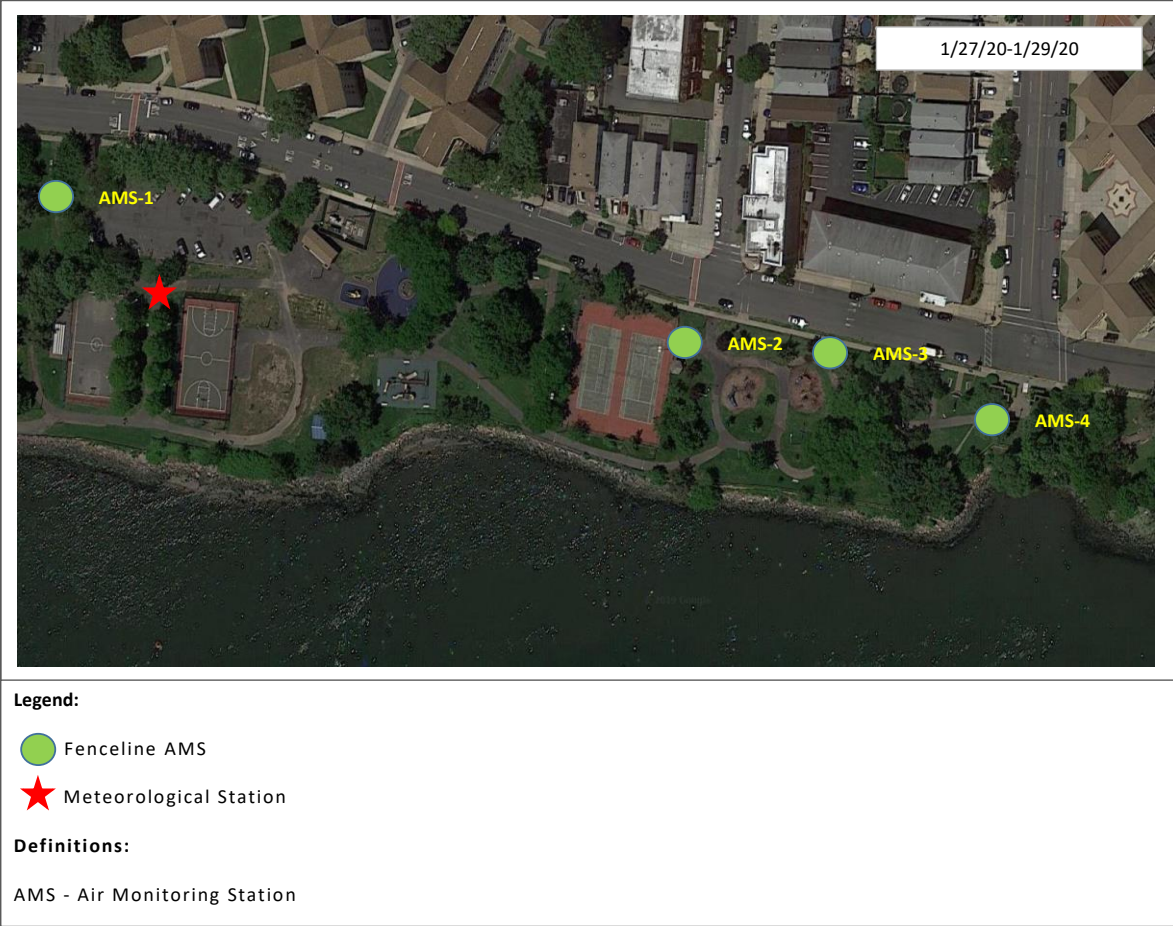 1/27/20-1/29/20
AMS-1
AMS-2
AMS-3
AMS-4
Legend:
Fenceline AMS
Meteorological Station
Definitions:
AMS - Air Monitoring Station